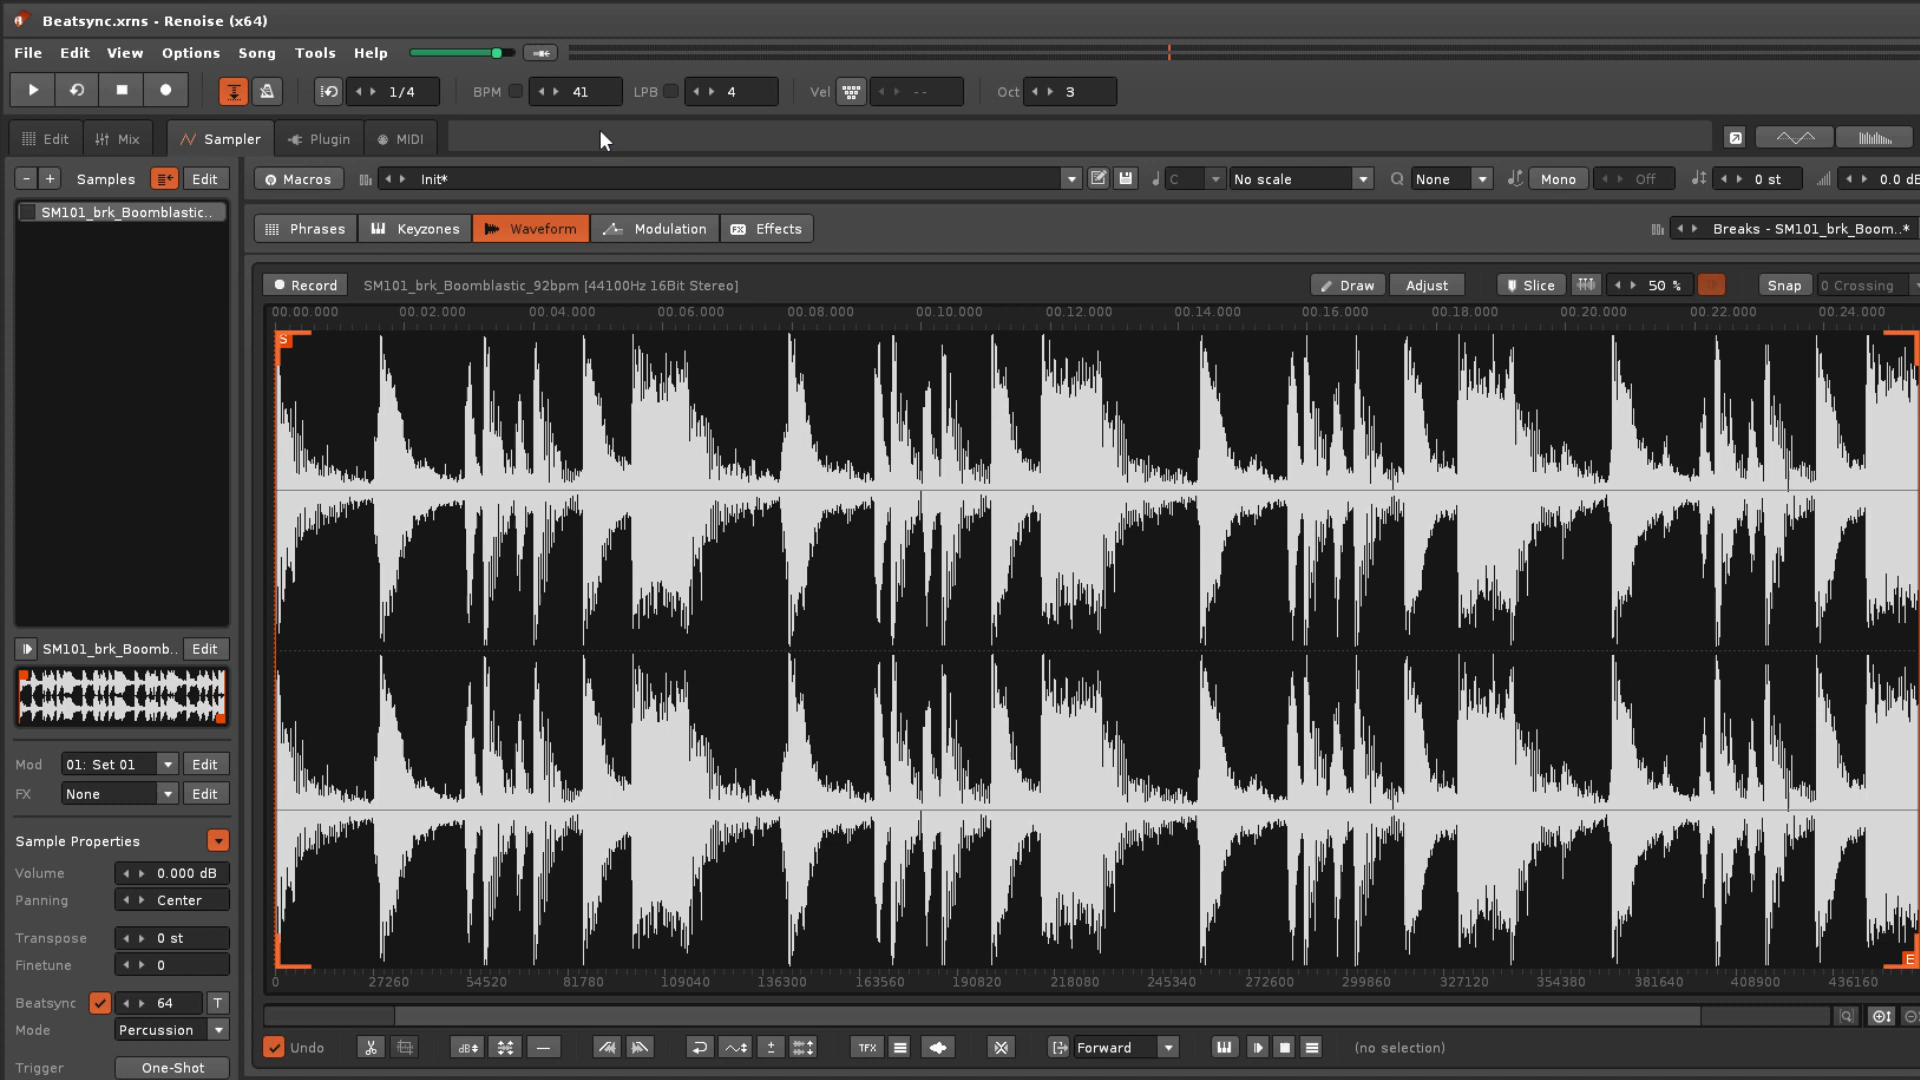 Beatsync.xrns - Renoise (x64)
File Edit View Options Song Tools Help
1/4 BPM 41 LPB 4 Vel -- Oct 3
Edit Mix Sampler Plugin MIDI
- + Samples Edit Macros Init* C No scale None Mono Off 0 st 0.0 dB
SM101_brk_Boomblastic.. Phrases Keyzones Waveform Modulation FX Effects Breaks - SM101_brk_Boom..*
Record SM101_brk_Boomblastic_92bpm [44100Hz 16Bit Stereo] Draw Adjust Slice 50 % Snap 0 Crossing
00.00.000 00.02.000 00.04.000 00.06.000 00.08.000 00.10.000 00.12.000 00.14.000 00.16.000 00.18.000 00.20.000 00.22.000 00.24.000
S
SM101_brk_Boomb.. Edit
Mod 01: Set 01 Edit
FX None Edit
Sample Properties
Volume 0.000 dB
Panning Center
Transpose 0 st
Finetune 0
E
0 27260 54520 81780 109040 136300 163560 190820 218080 245340 272600 299860 327120 354380 381640 408900 436160
Beatsync 64 T
Mode Percussion
Undo dB TFX Forward (no selection)
Trigger One-Shot